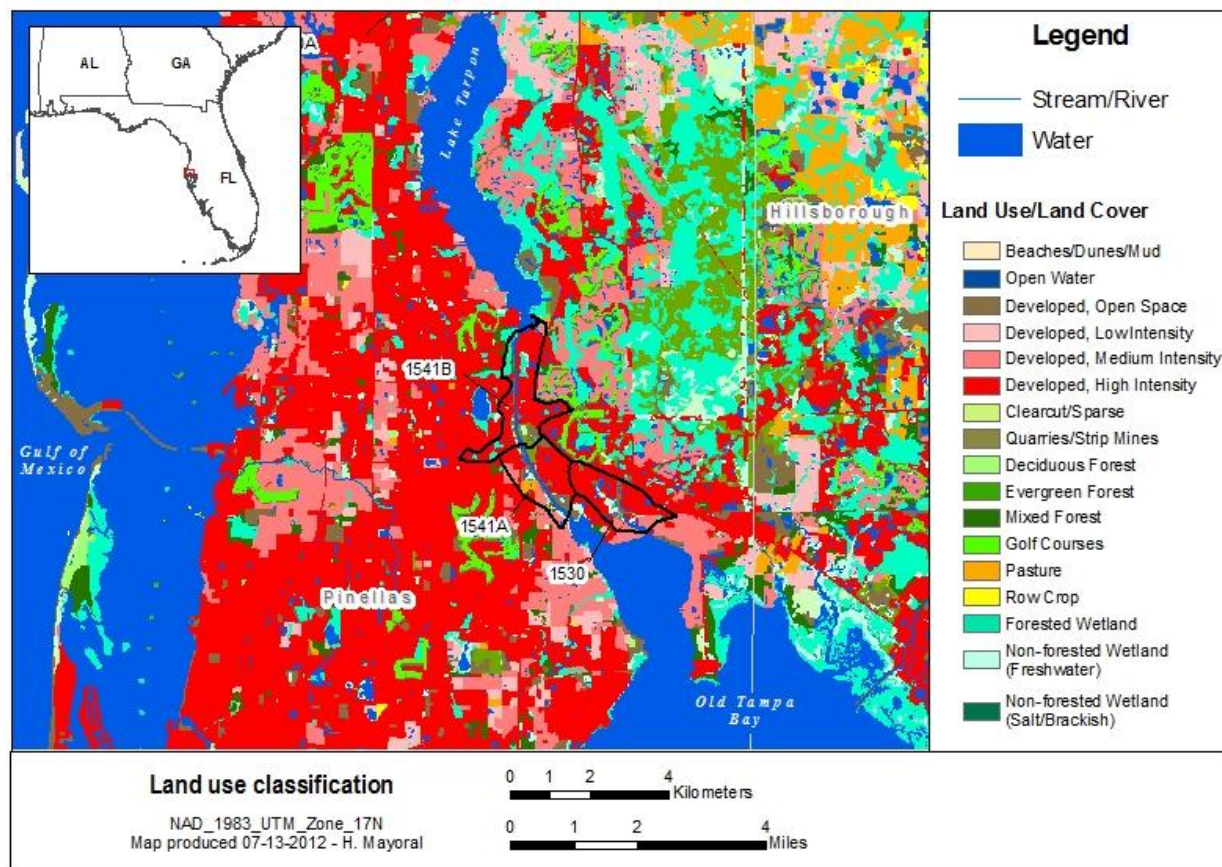 AL
GA
FL
0A
Lake Tarpon
Hillsborough
1541B
Gulf of
Mexico
1541A
1530
Pinellas
Old Tampa
Bay
Legend
Stream/River
Water
Land Use/Land Cover
Beaches/Dunes/Mud
Open Water
Developed, Open Space
Developed, Low Intensity
Developed, Medium Intensity
Developed, High Intensity
Clearcut/Sparse
Quarries/Strip Mines
Deciduous Forest
Evergreen Forest
Mixed Forest
Golf Courses
Pasture
Row Crop
Forested Wetland
Non-forested Wetland
(Freshwater)
Non-forested Wetland
(Salt/Brackish)
Land use classification
NAD_1983_UTM_Zone_17N
Map produced 07-13-2012 - H. Mayoral
0 1 2 4
Kilometers
0 1 2 4
Miles